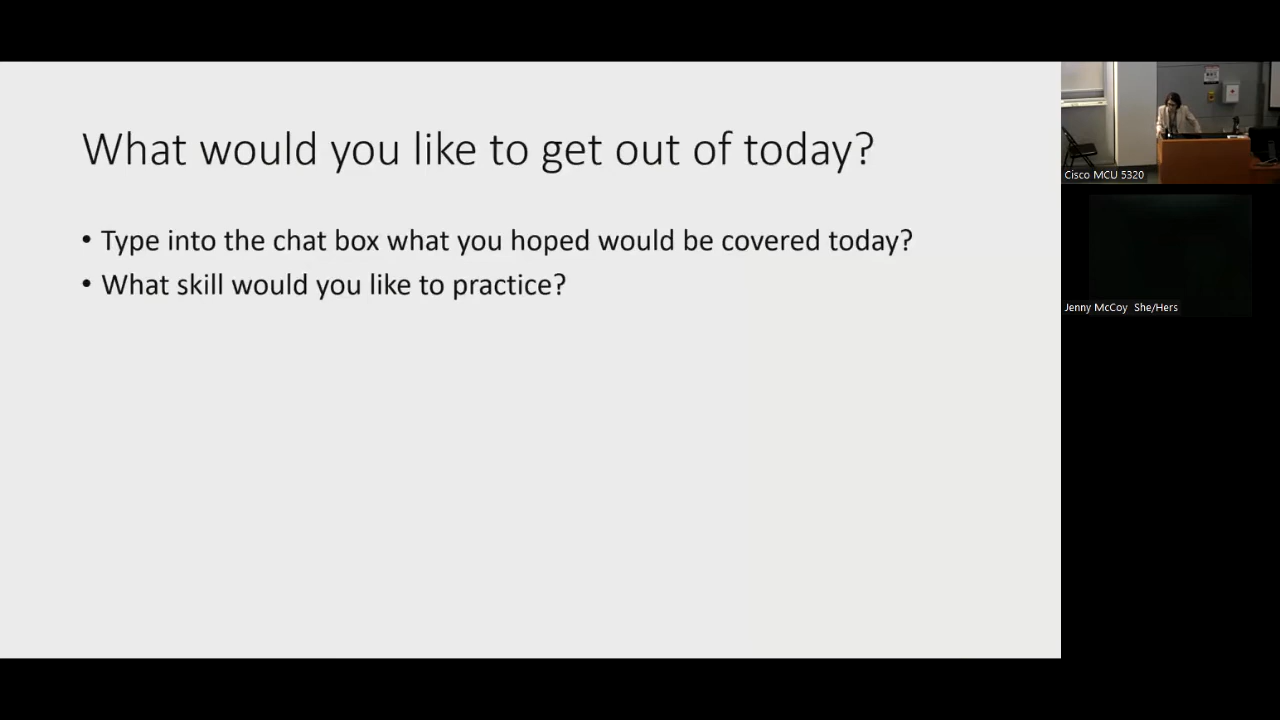 What would you like to get out of today?
• Type into the chat box what you hoped would be covered today?
• What skill would you like to practice?
Cisco MCU 5320
Jenny McCoy She/Hers